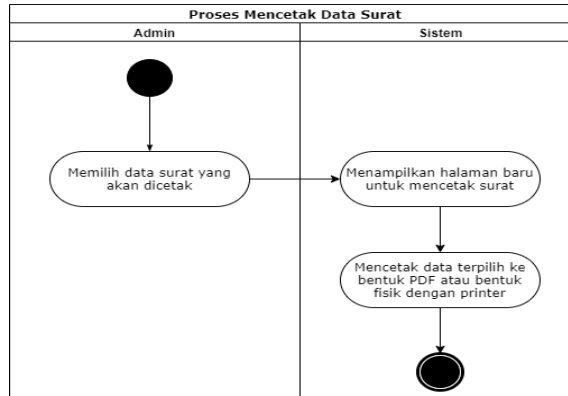 Proses Mencetak Data Surat
Admin
Sistem
Memilih data surat yang
akan dicetak
Menampilkan halaman baru
untuk mencetak surat
Mencetak data terpilih ke
bentuk PDF atau bentuk
fisik dengan printer